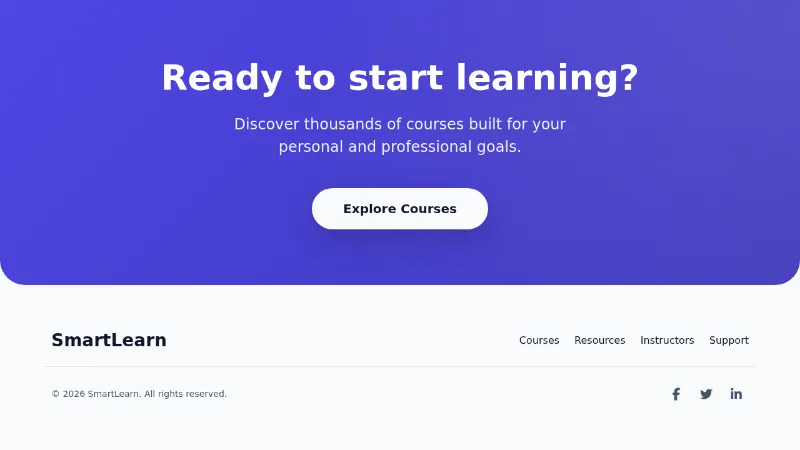 Ready to start learning?
Discover thousands of courses built for your
personal and professional goals.
Explore Courses
SmartLearn
Courses Resources Instructors Support
© 2026 SmartLearn. All rights reserved.